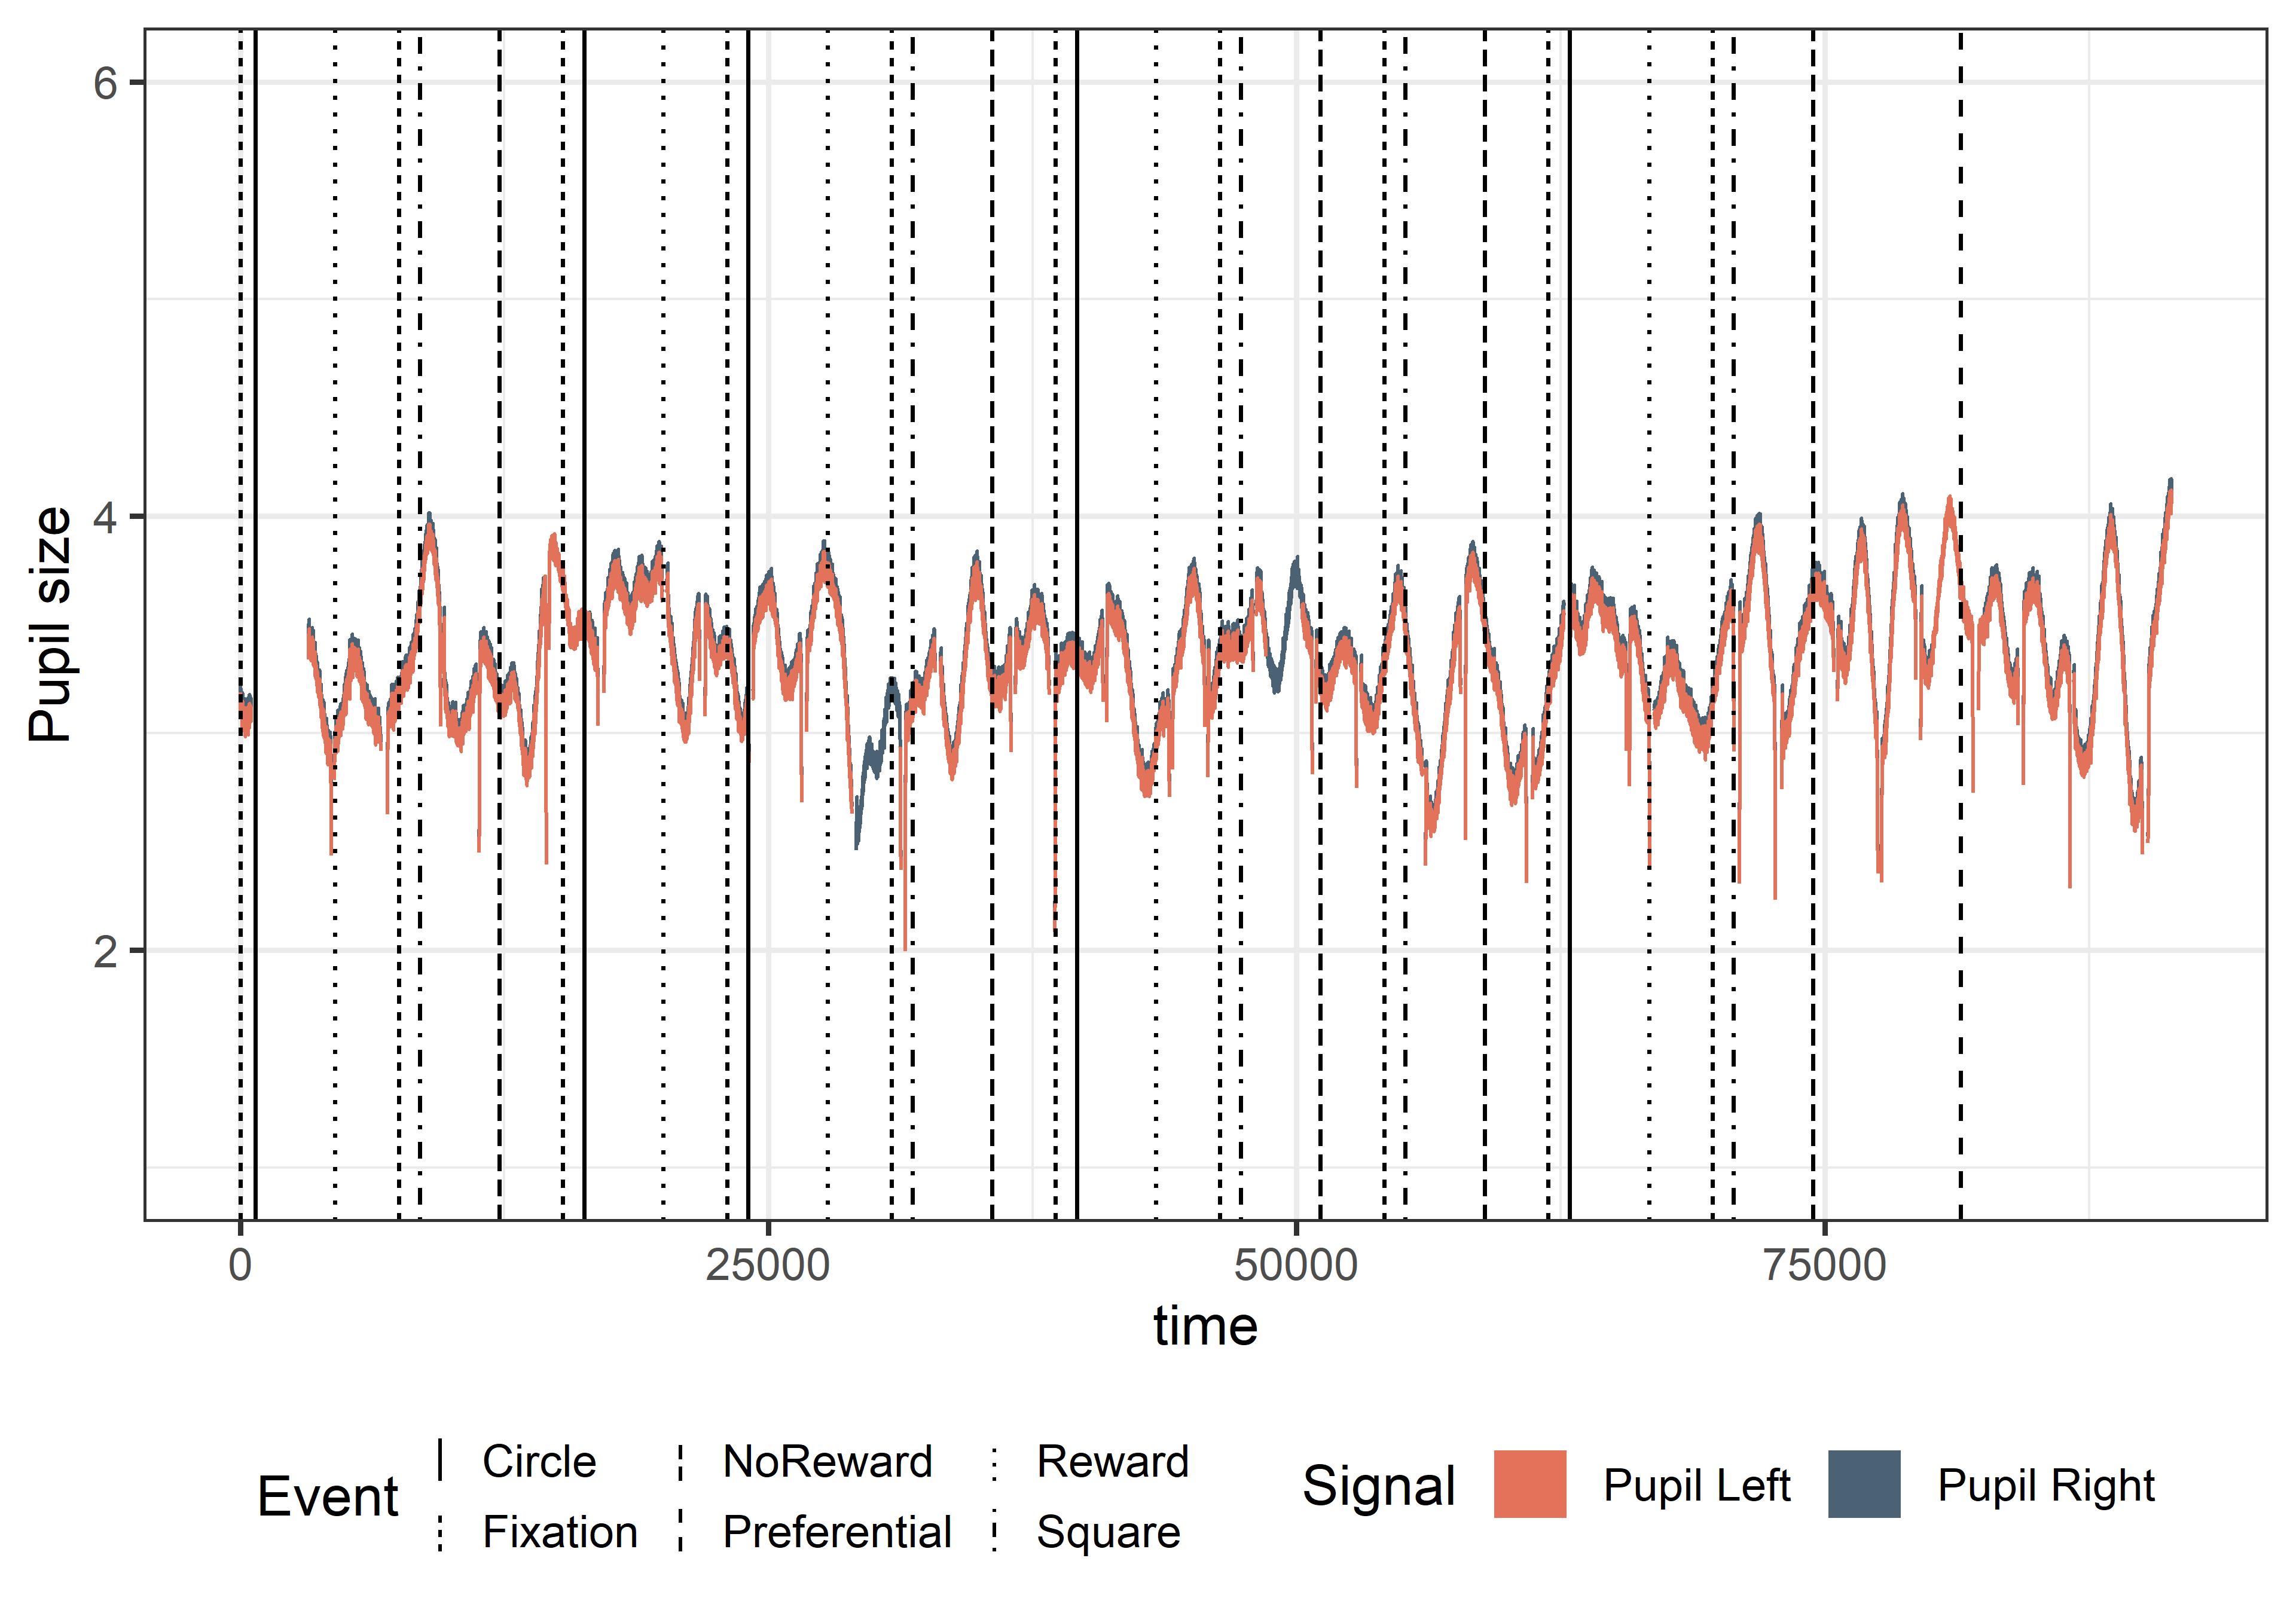 Pupil size
6
4
2
0 25000 50000 75000
time
Event
Circle NoReward Reward
Fixation Preferential Square
Signal Pupil Left Pupil Right